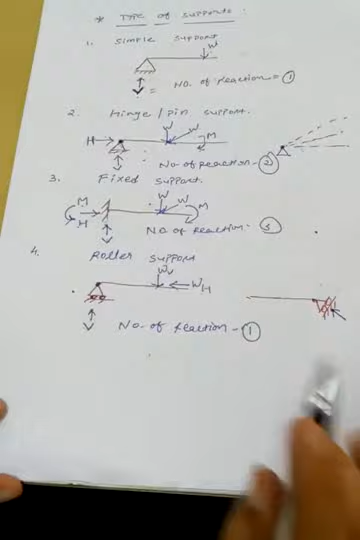 * TYPE OF supports:
1. Simple support
W
V = NO. of reaction = 1
2. Hinge / pin support.
H W W M
V No of reaction - 2
3. Fixed support.
M H W W M
V NO of reaction - 3
4. Roller support
WV WH
V No. of reaction - 1